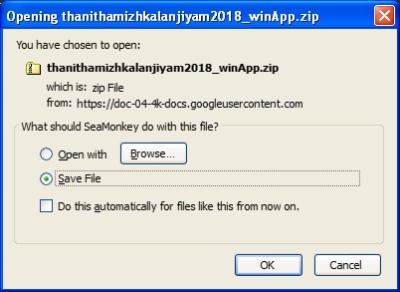 Opening thanithamizhkalanjiyam2018_winApp.zip
You have chosen to open:
thanithamizhkalanjiyam2018_winApp.zip
which is: zip File
from: https://doc-04-4k-docs.googleusercontent.com
What should SeaMonkey do with this file?
Open with Browse...
Save File
Do this automatically for files like this from now on.
OK Cancel